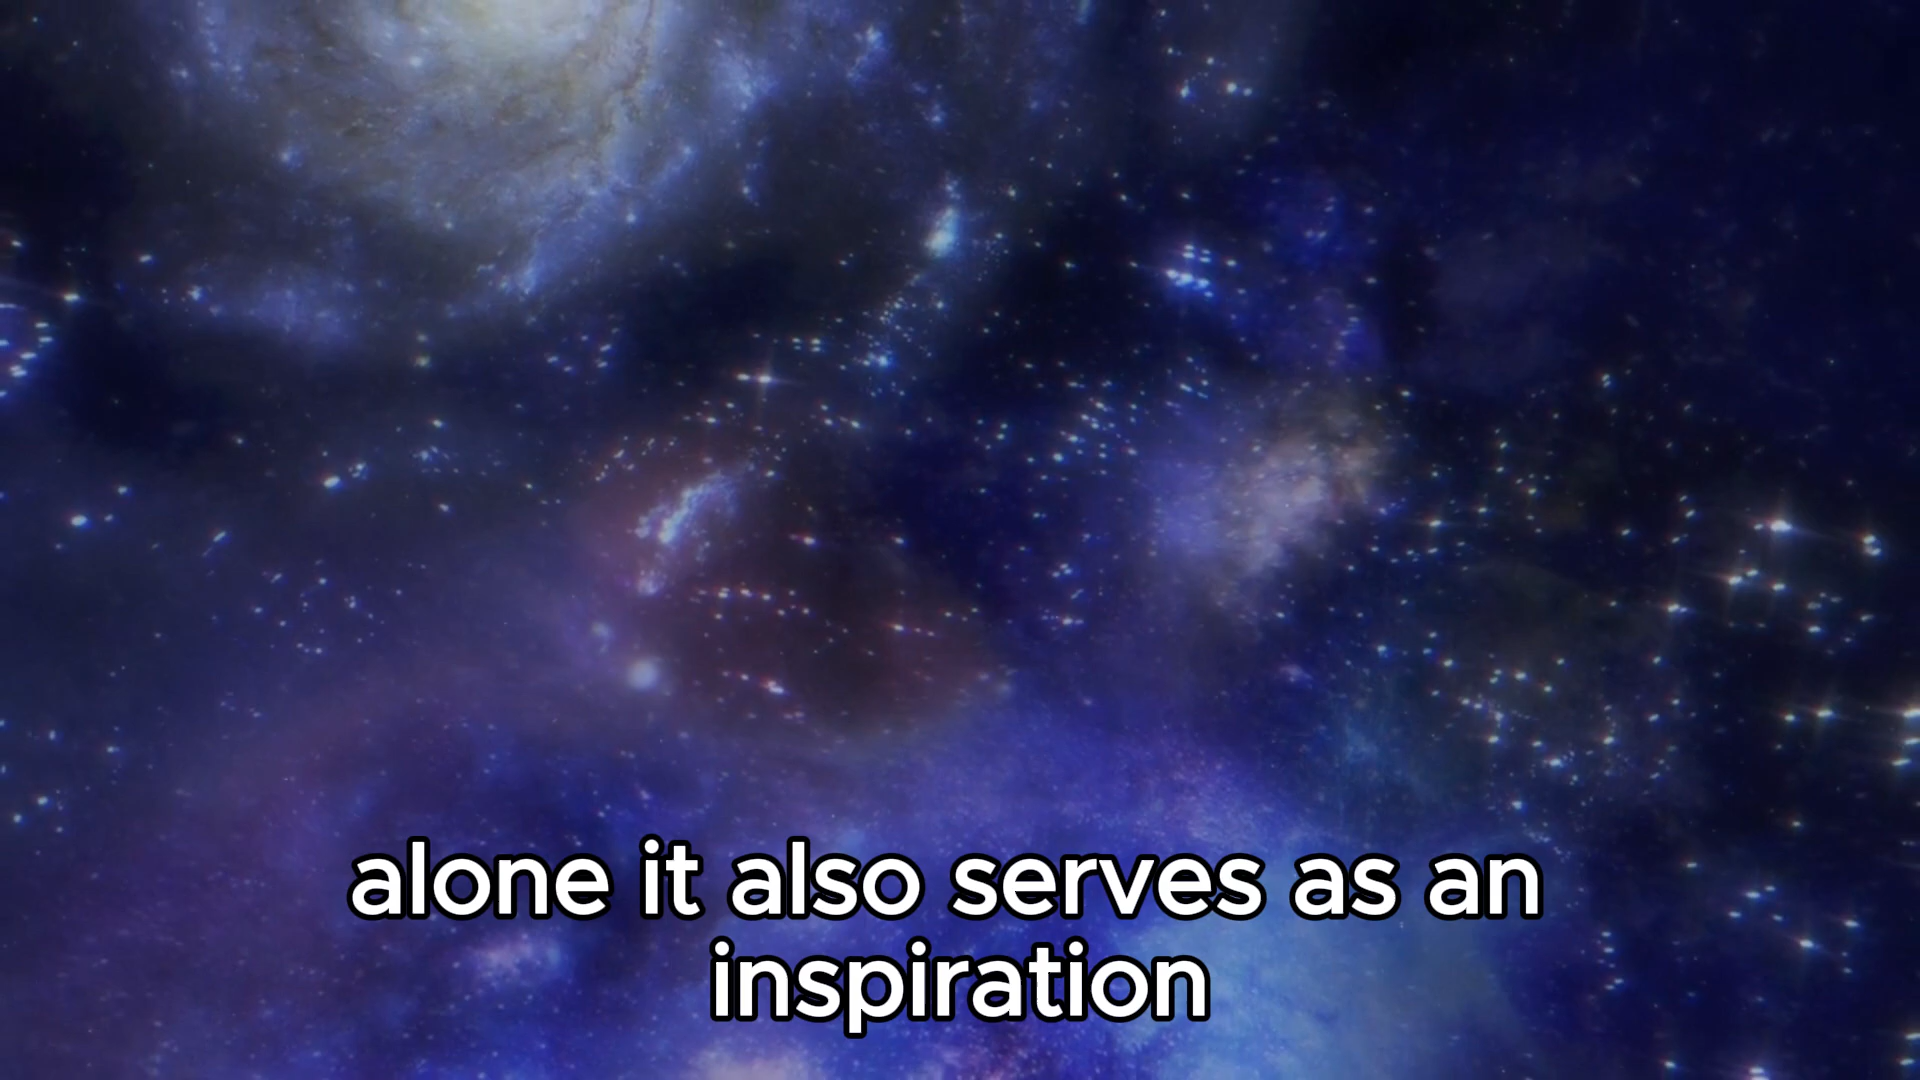 alone it also serves as an
inspiration